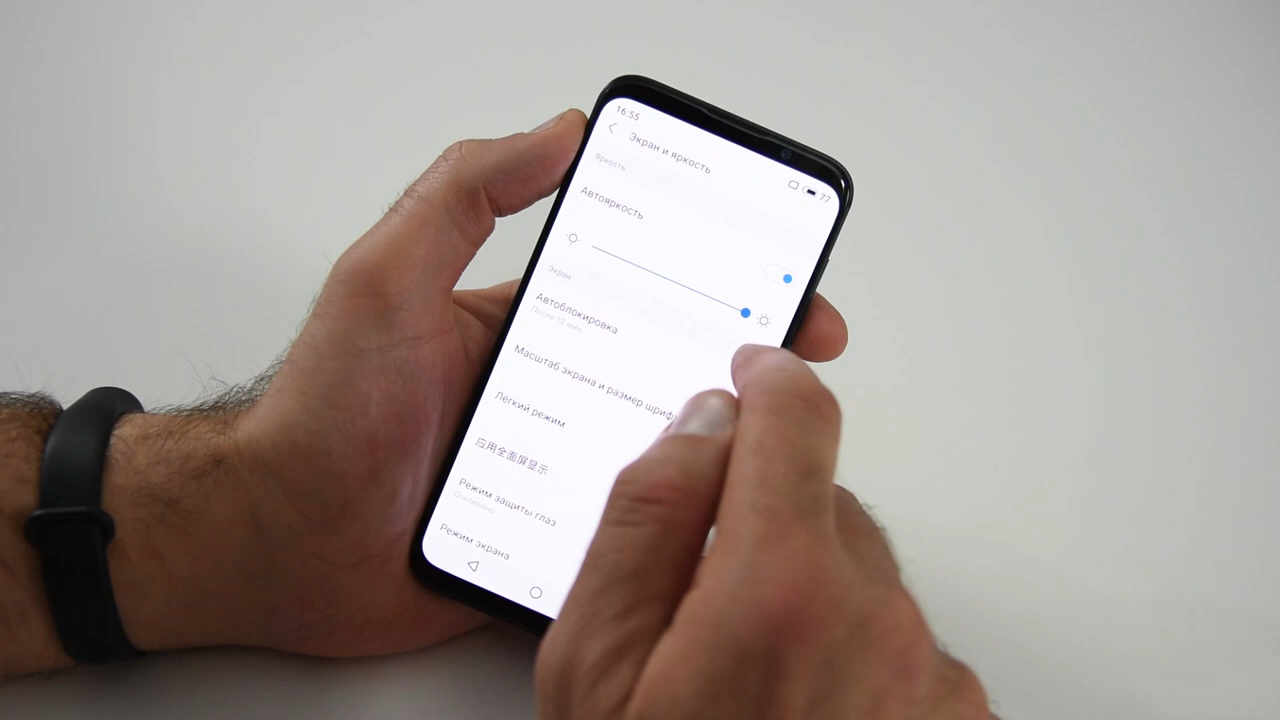 16:55
77
Экран и яркость
Яркость
Автояркость
Экран
Автоблокировка
После 10 мин.
Масштаб экрана и размер
Лёгкий режим
应用全面屏显示
Режим защиты глаз
Отключено
Режим экрана